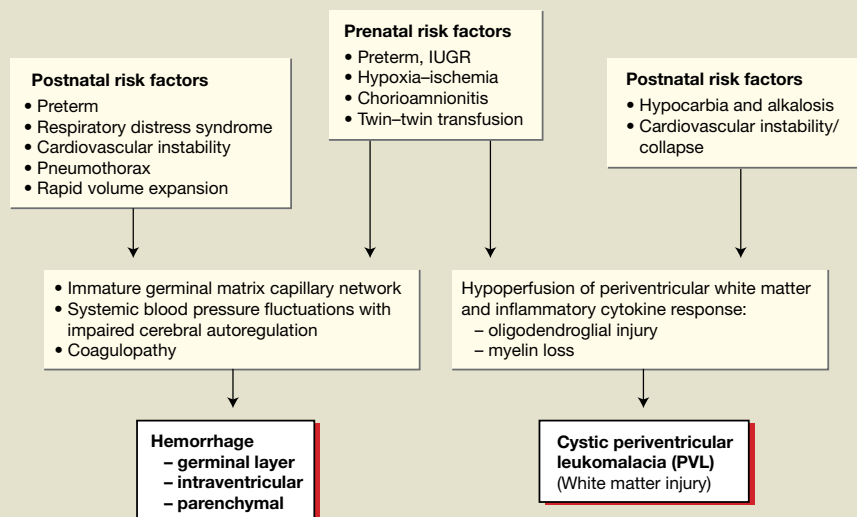 Postnatal risk factors
• Preterm
• Respiratory distress syndrome
• Cardiovascular instability
• Pneumothorax
• Rapid volume expansion
Prenatal risk factors
• Preterm, IUGR
• Hypoxia–ischemia
• Chorioamnionitis
• Twin–twin transfusion
Postnatal risk factors
• Hypocarbia and alkalosis
• Cardiovascular instability/
collapse
• Immature germinal matrix capillary network
• Systemic blood pressure fluctuations with
impaired cerebral autoregulation
• Coagulopathy
Hypoperfusion of periventricular white matter
and inflammatory cytokine response:
– oligodendroglial injury
– myelin loss
Hemorrhage
– germinal layer
– intraventricular
– parenchymal
Cystic periventricular
leukomalacia (PVL)
(White matter injury)